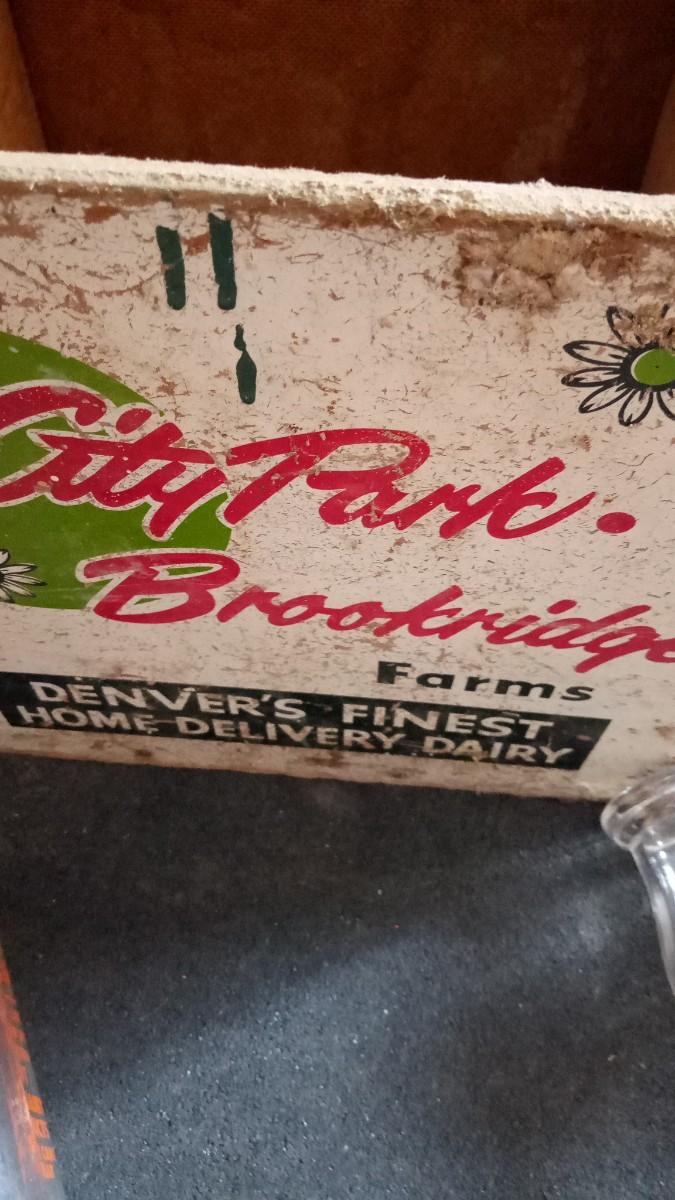 City Park •
Brookridge
Farms
DENVER'S FINEST
HOME DELIVERY DAIRY